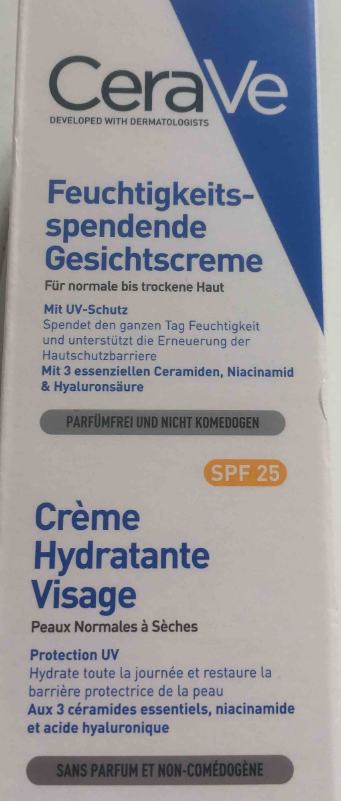 CeraVe
DEVELOPED WITH DERMATOLOGISTS
Feuchtigkeits-
spendende
Gesichtscreme
Für normale bis trockene Haut
Mit UV-Schutz
Spendet den ganzen Tag Feuchtigkeit
und unterstützt die Erneuerung der
Hautschutzbarriere
Mit 3 essenziellen Ceramiden, Niacinamid
& Hyaluronsäure
PARFÜMFREI UND NICHT KOMEDOGEN
SPF 25
Crème
Hydratante
Visage
Peaux Normales à Sèches
Protection UV
Hydrate toute la journée et restaure la
barrière protectrice de la peau
Aux 3 céramides essentiels, niacinamide
et acide hyaluronique
SANS PARFUM ET NON-COMÉDOGÈNE